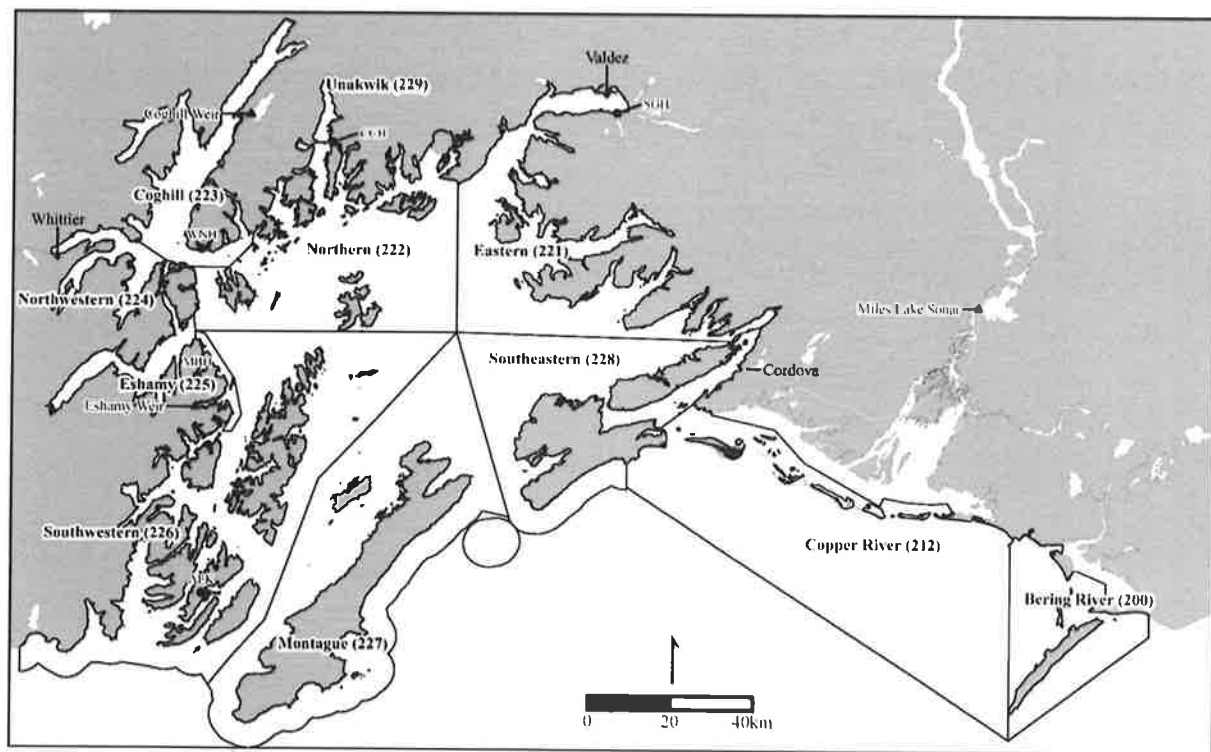 Valdez
Unakwik (229)
SGH
Coghill Weir
CCH
Coghill (223)
Whittier
WNH
Northern (222)
Eastern (221)
Northwestern (224)
Miles Lake Sonar
Southeastern (228)
MBH
Cordova
Eshamy (225)
Eshamy Weir
Southwestern (226)
Copper River (212)
AFK
Bering River (200)
Montague (227)
0 20 40km